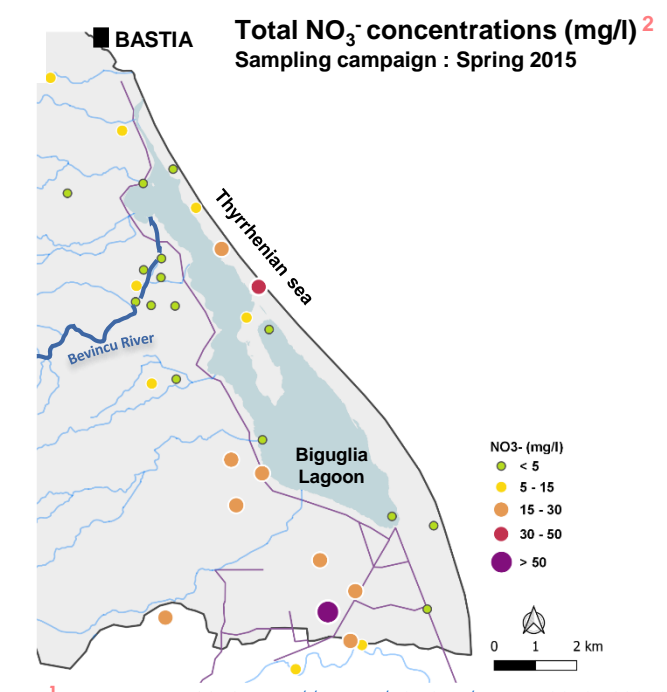 BASTIA
Total NO₃⁻ concentrations (mg/l) 2
Sampling campaign : Spring 2015
Thyrrhenian sea
Bevincu River
Biguglia
Lagoon
NO3- (mg/l)
< 5
5 - 15
15 - 30
30 - 50
> 50
0 1 2 km
1